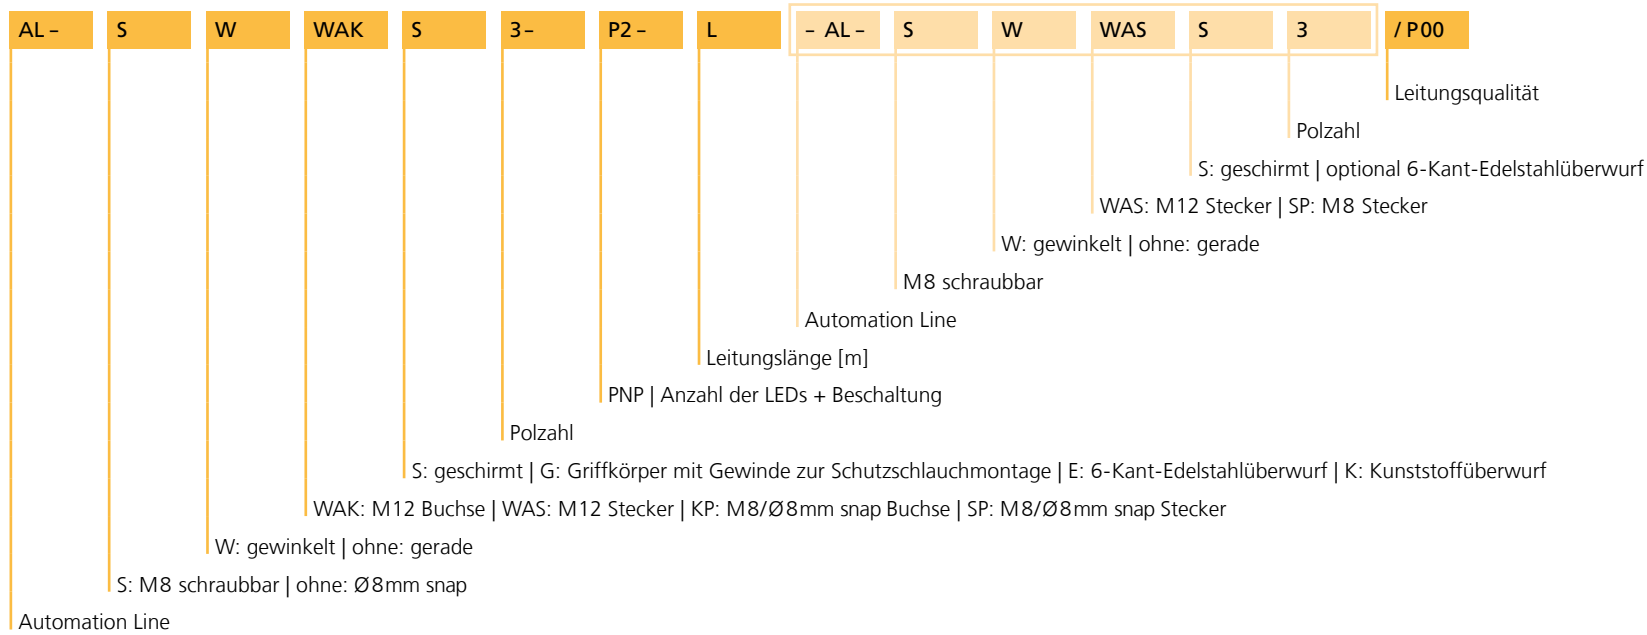 AL – S W WAK S 3 – P2 – L – AL – S W WAS S 3 / P00
Leitungsqualität
Polzahl
S: geschirmt | optional 6-Kant-Edelstahlüberwurf
WAS: M12 Stecker | SP: M8 Stecker
W: gewinkelt | ohne: gerade
M8 schraubbar
Automation Line
Leitungslänge [m]
PNP | Anzahl der LEDs + Beschaltung
Polzahl
S: geschirmt | G: Griffkörper mit Gewinde zur Schutzschlauchmontage | E: 6-Kant-Edelstahlüberwurf | K: Kunststoffüberwurf
WAK: M12 Buchse | WAS: M12 Stecker | KP: M8/Ø8mm snap Buchse | SP: M8/Ø8mm snap Stecker
W: gewinkelt | ohne: gerade
S: M8 schraubbar | ohne: Ø8mm snap
Automation Line